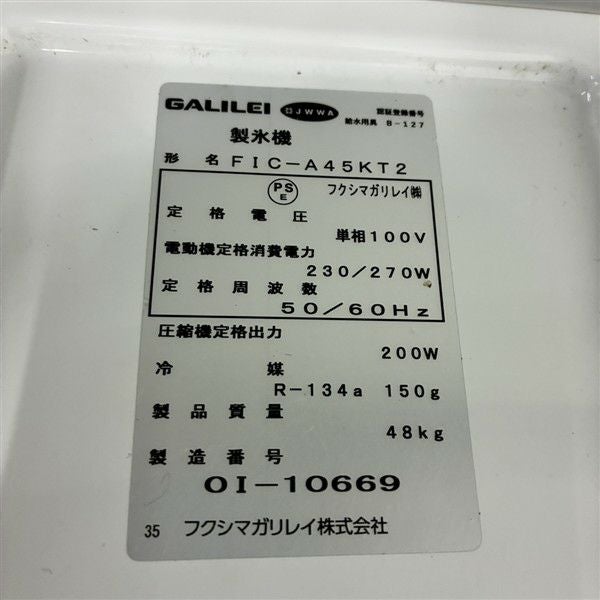 GALILEI JWWA 認証登録番号
給水用具 B-127
製氷機
形名 FIC-A45KT2
PSE フクシマガリレイ㈱
定格電圧
単相100V
電動機定格消費電力
230/270W
定格周波数
50/60Hz
圧縮機定格出力
200W
冷媒
R-134a 150g
製品質量
48kg
製造番号
OI-10669
35 フクシマガリレイ株式会社